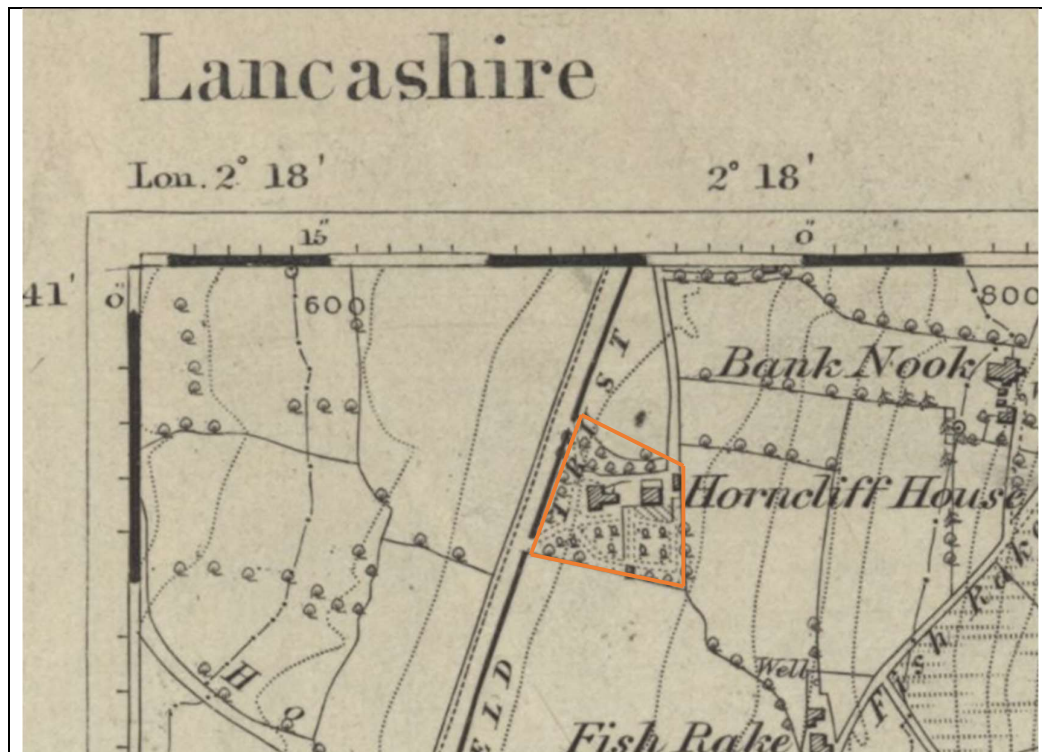 Lancashire
Lon. 2° 18'
2° 18'
15"
0"
41'
0"
600
800
Bank Nook
Horncliff House
Well
Fish Rake
Fish Rake